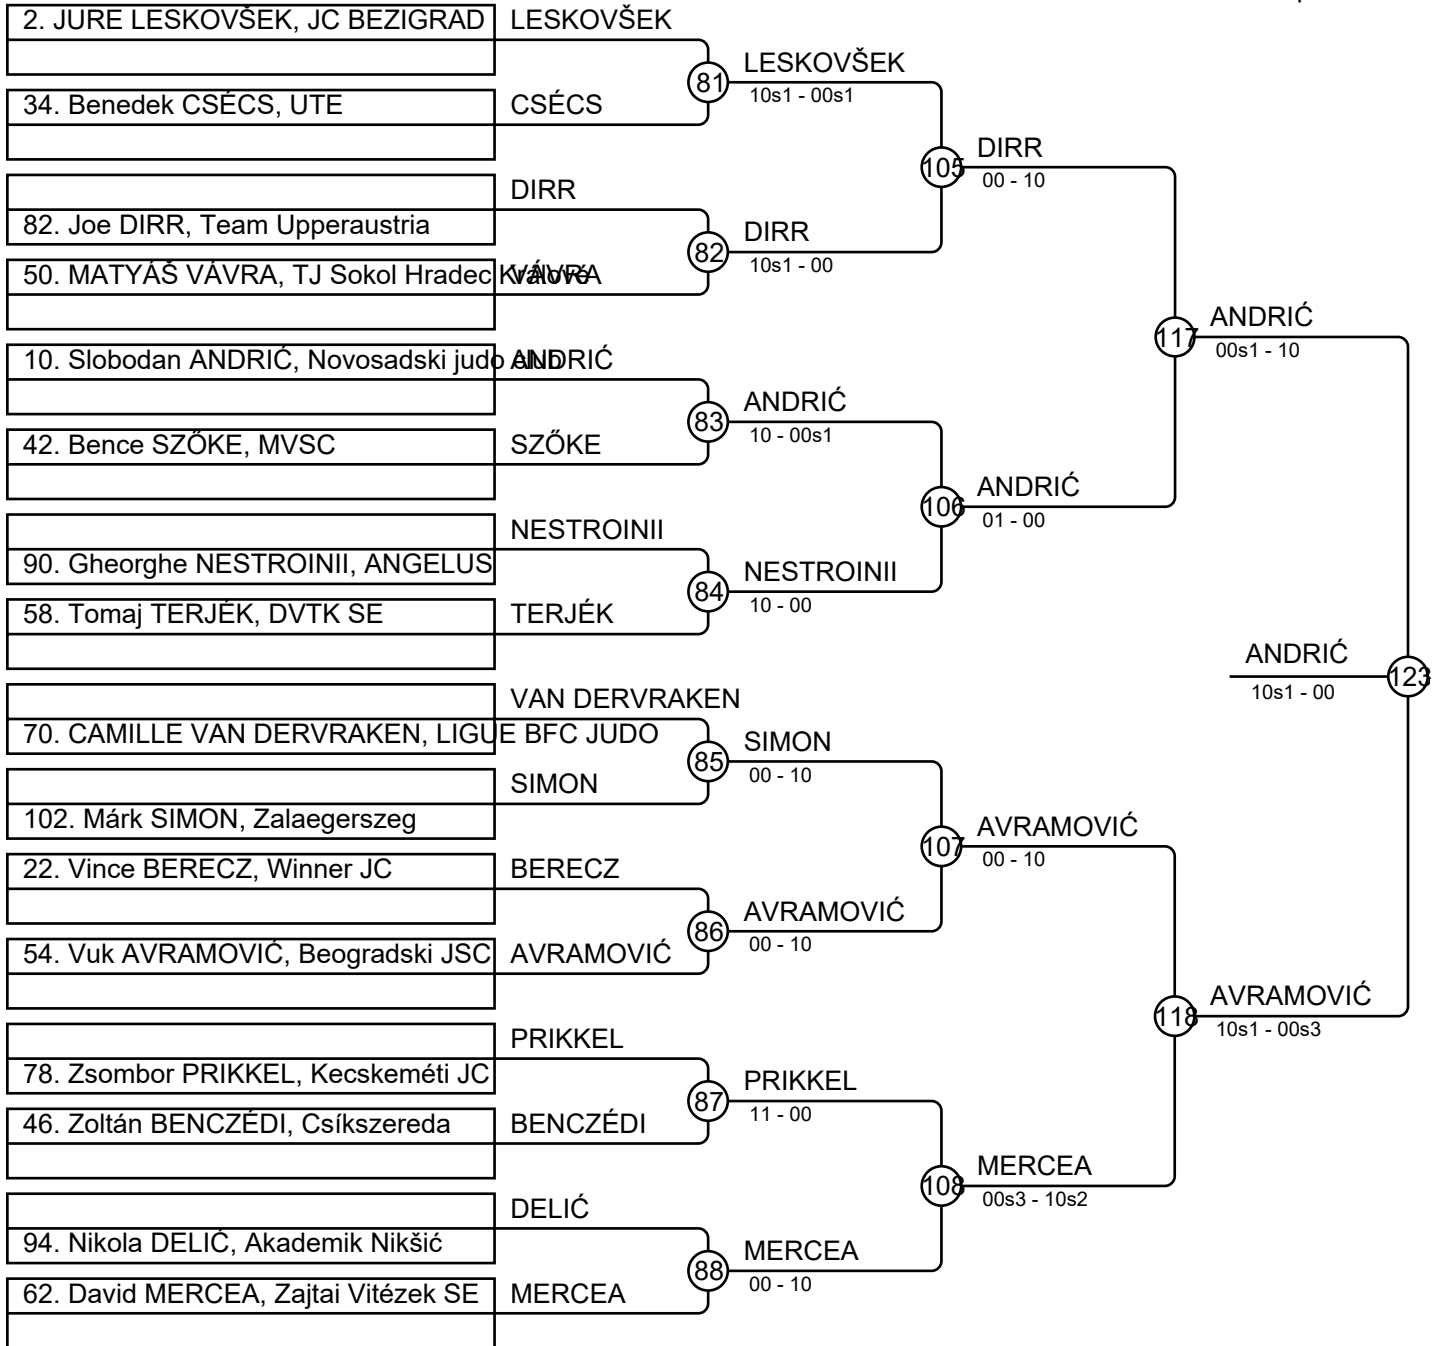 2. JURE LESKOVŠEK, JC BEZIGRAD
LESKOVŠEK
81
LESKOVŠEK
10s1 - 00s1
34. Benedek CSÉCS, UTE
CSÉCS
105
DIRR
00 - 10
DIRR
82. Joe DIRR, Team Upperaustria
82
DIRR
10s1 - 00
50. MATYÁŠ VÁVRA, TJ Sokol Hradec Králové
VÁVRA
117
ANDRIĆ
00s1 - 10
10. Slobodan ANDRIĆ, Novosadski judo club
ANDRIĆ
83
ANDRIĆ
10 - 00s1
42. Bence SZŐKE, MVSC
SZŐKE
106
ANDRIĆ
01 - 00
NESTROINII
90. Gheorghe NESTROINII, ANGELUS
84
NESTROINII
10 - 00
58. Tomaj TERJÉK, DVTK SE
TERJÉK
ANDRIĆ
10s1 - 00
123
VAN DERVRAKEN
70. CAMILLE VAN DERVRAKEN, LIGUE BFC JUDO
85
SIMON
00 - 10
SIMON
102. Márk SIMON, Zalaegerszeg
107
AVRAMOVIĆ
00 - 10
22. Vince BERECZ, Winner JC
BERECZ
86
AVRAMOVIĆ
00 - 10
54. Vuk AVRAMOVIĆ, Beogradski JSC
AVRAMOVIĆ
118
AVRAMOVIĆ
10s1 - 00s3
PRIKKEL
78. Zsombor PRIKKEL, Kecskeméti JC
87
PRIKKEL
11 - 00
46. Zoltán BENCZÉDI, Csíkszereda
BENCZÉDI
108
MERCEA
00s3 - 10s2
DELIĆ
94. Nikola DELIĆ, Akademik Nikšić
88
MERCEA
00 - 10
62. David MERCEA, Zajtai Vitézek SE
MERCEA